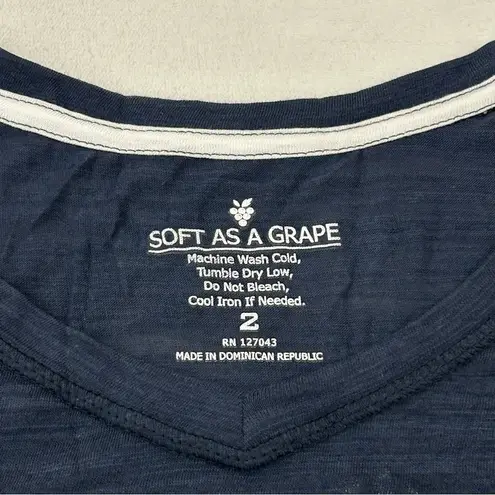 SOFT AS A GRAPE
Machine Wash Cold,
Tumble Dry Low,
Do Not Bleach,
Cool Iron If Needed.
2
RN 127043
MADE IN DOMINICAN REPUBLIC